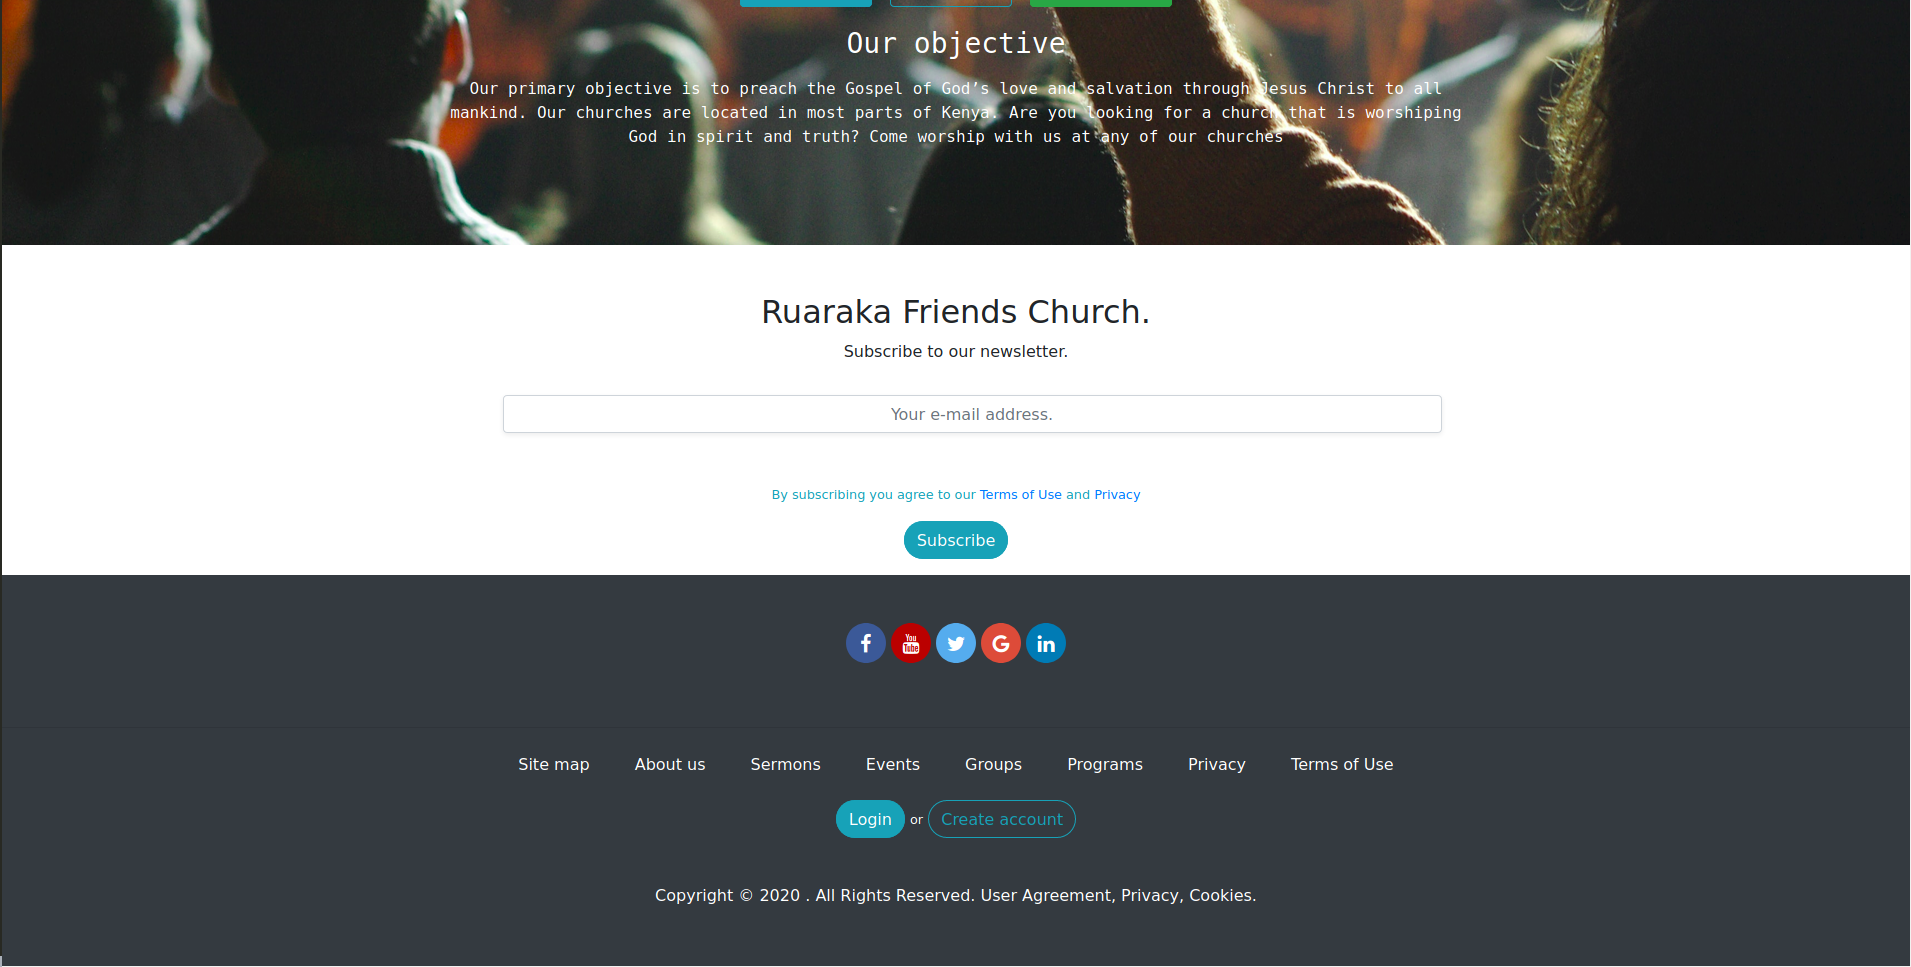 Our objective
Our primary objective is to preach the Gospel of God’s love and salvation through Jesus Christ to all
mankind. Our churches are located in most parts of Kenya. Are you looking for a church that is worshiping
God in spirit and truth? Come worship with us at any of our churches
Ruaraka Friends Church.
Subscribe to our newsletter.
Your e-mail address.
By subscribing you agree to our Terms of Use and Privacy
Subscribe
You Tube
Site map About us Sermons Events Groups Programs Privacy Terms of Use
Login or Create account
Copyright © 2020 . All Rights Reserved. User Agreement, Privacy, Cookies.